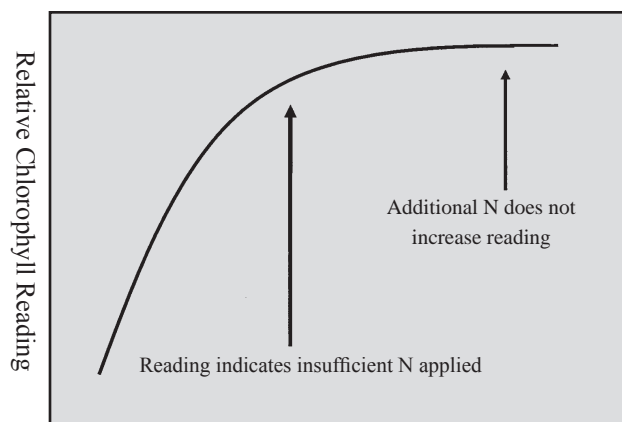 Relative Chlorophyll Reading
Additional N does not
increase reading
Reading indicates insufficient N applied